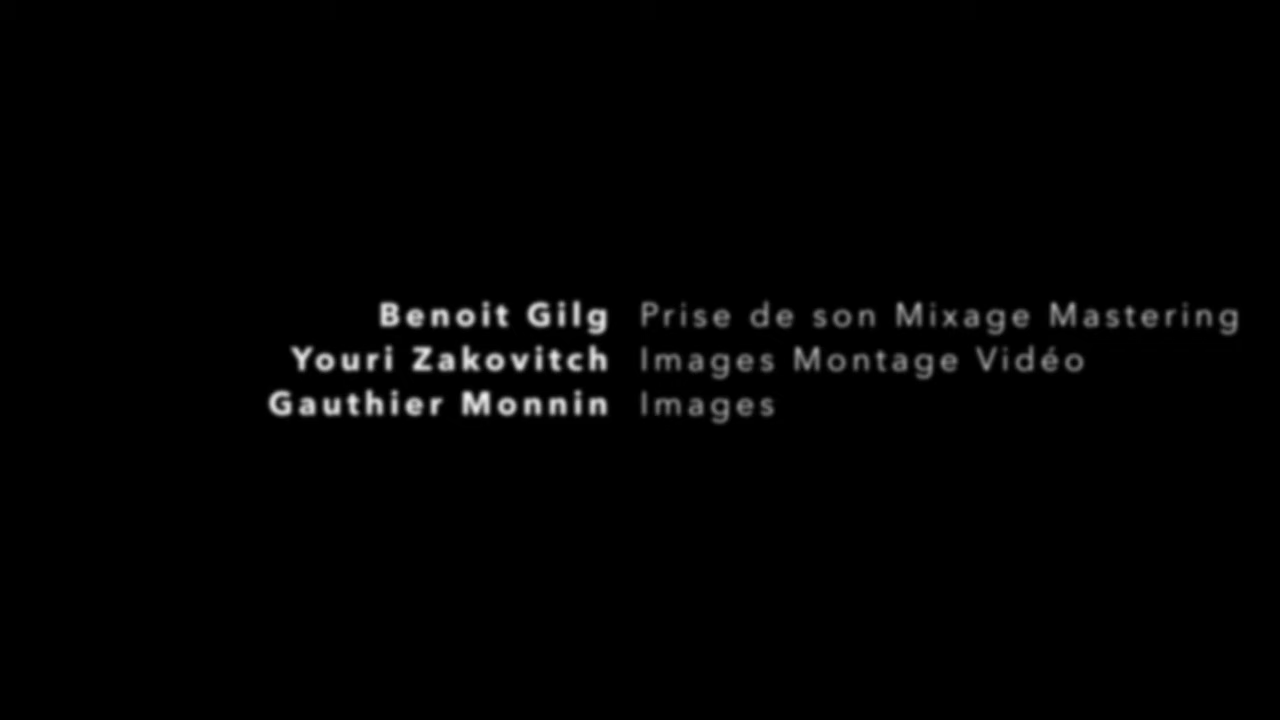 Benoit Gilg Prise de son Mixage Mastering
Youri Zakovitch Images Montage Vidéo
Gauthier Monnin Images